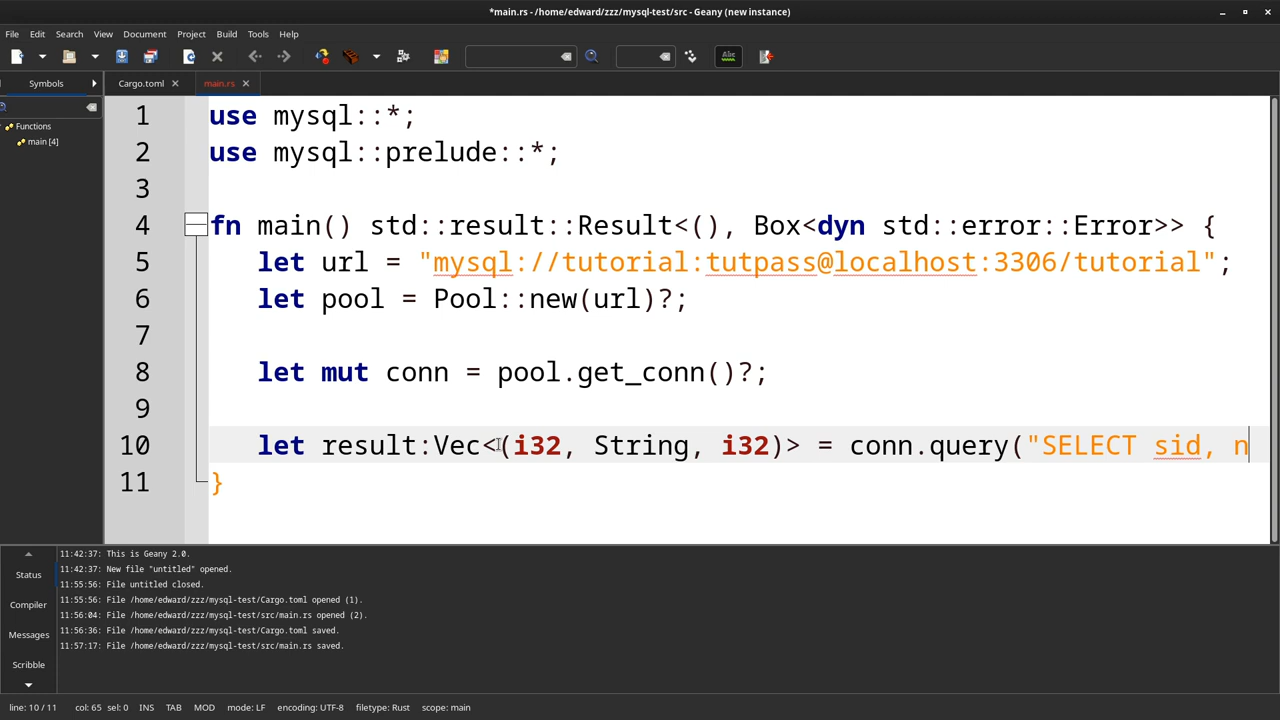 *main.rs - /home/edward/zzz/mysql-test/src - Geany (new instance)
File Edit Search View Document Project Build Tools Help
Abc
Symbols Cargo.toml main.rs
Functions
main [4]
1 use mysql::*;
2 use mysql::prelude::*;
3
4 fn main() std::result::Result<(), Box<dyn std::error::Error>> {
5 let url = "mysql://tutorial:tutpass@localhost:3306/tutorial";
6 let pool = Pool::new(url)?;
7
8 let mut conn = pool.get_conn()?;
9
10 let result:Vec<(i32, String, i32)> = conn.query("SELECT sid, n
11 }
Status
Compiler
Messages
Scribble
11:42:37: This is Geany 2.0.
11:42:37: New file "untitled" opened.
11:55:56: File untitled closed.
11:55:56: File /home/edward/zzz/mysql-test/Cargo.toml opened (1).
11:56:04: File /home/edward/zzz/mysql-test/src/main.rs opened (2).
11:56:36: File /home/edward/zzz/mysql-test/Cargo.toml saved.
11:57:17: File /home/edward/zzz/mysql-test/src/main.rs saved.
line: 10 / 11 col: 65 sel: 0 INS TAB MOD mode: LF encoding: UTF-8 filetype: Rust scope: main